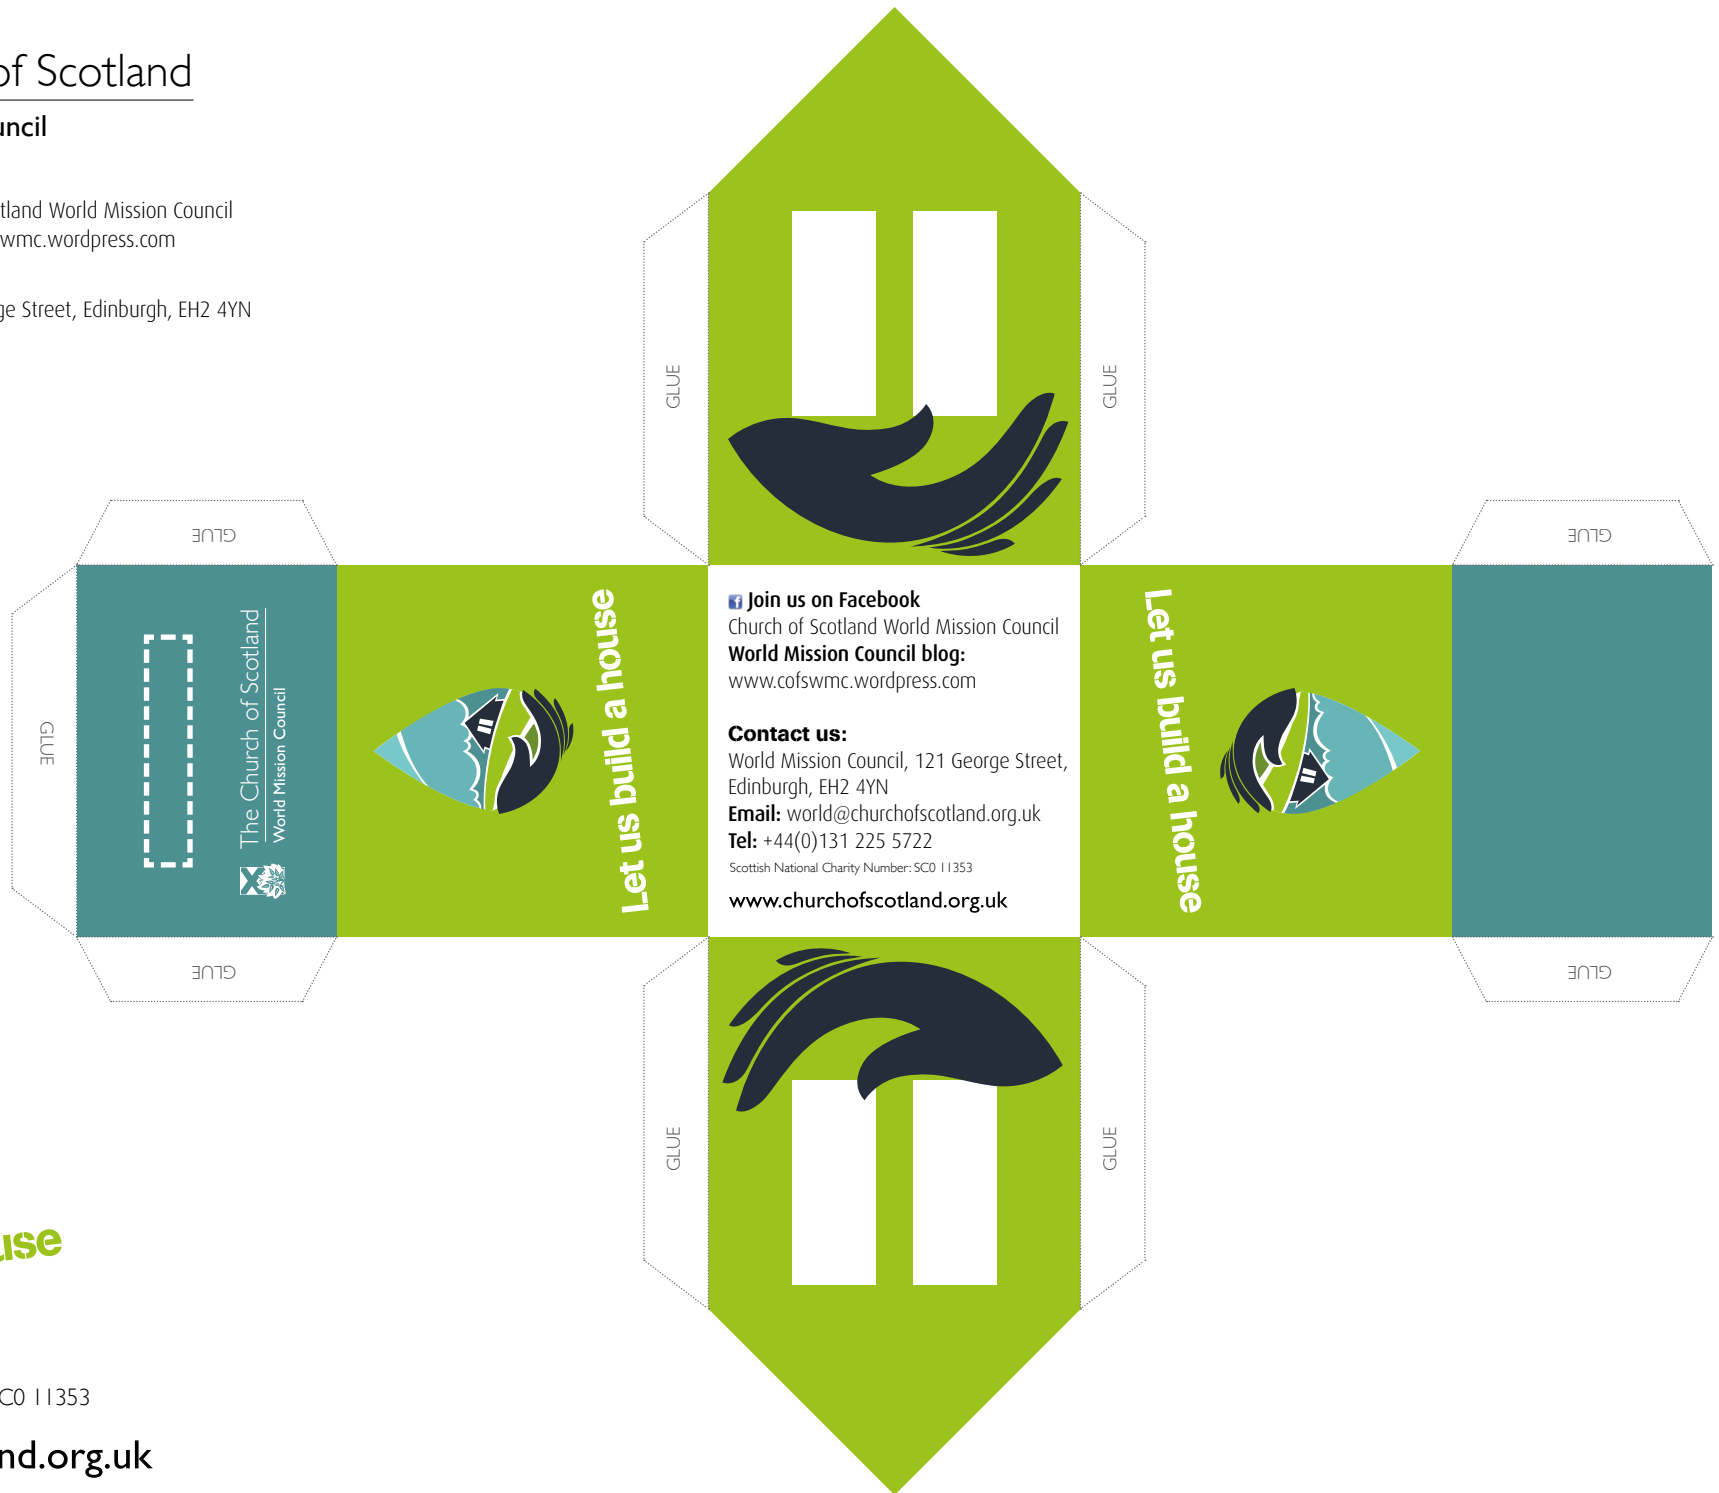 of Scotland
uncil
tland World Mission Council
wmc.wordpress.com
ge Street, Edinburgh, EH2 4YN
GLUE
GLUE
GLUE
GLUE
GLUE
The Church of Scotland
World Mission Council
GLUE
Let us build a house
Join us on Facebook
Church of Scotland World Mission Council
World Mission Council blog:
www.cofswmc.wordpress.com
Contact us:
World Mission Council, 121 George Street,
Edinburgh, EH2 4YN
Email: world@churchofscotland.org.uk
Tel: +44(0)131 225 5722
Scottish National Charity Number: SC0 11353
www.churchofscotland.org.uk
Let us build a house
GLUE
GLUE
GLUE
GLUE
use
C0 11353
nd.org.uk